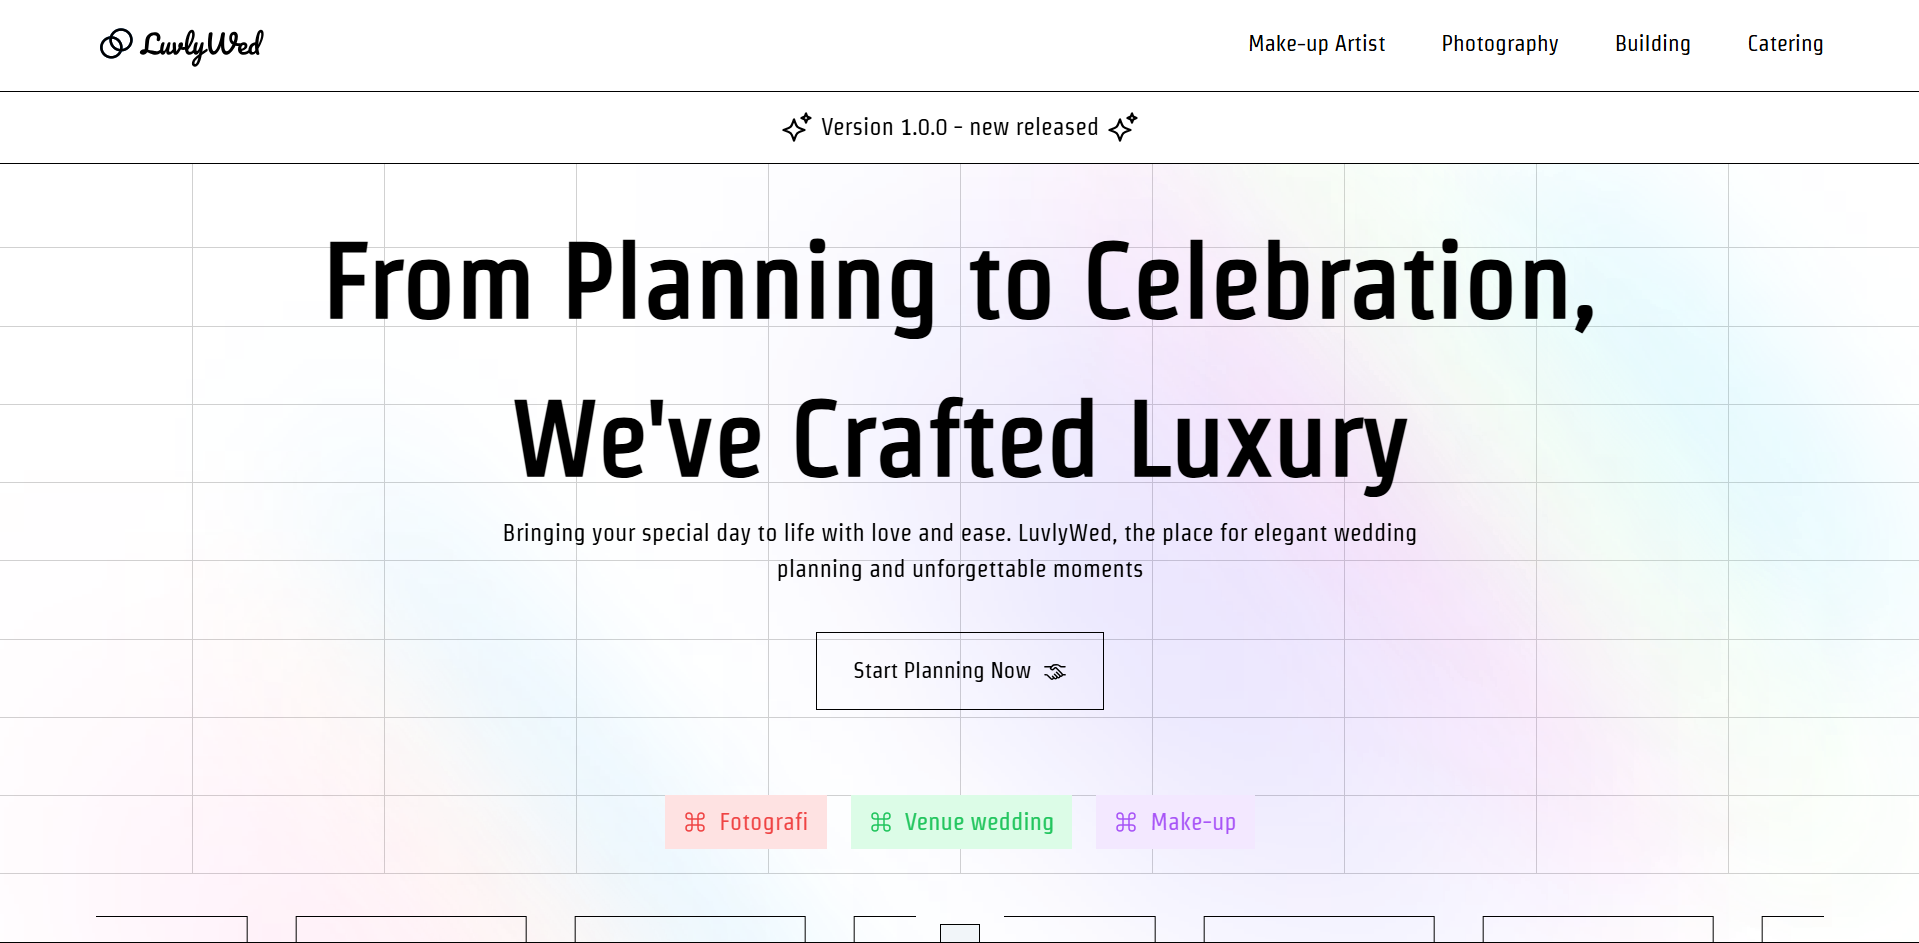 LuvlyWed
Make-up Artist
Photography
Building
Catering
Version 1.0.0 - new released
From Planning to Celebration,
We've Crafted Luxury
Bringing your special day to life with love and ease. LuvlyWed, the place for elegant wedding
planning and unforgettable moments
Start Planning Now
Fotografi
Venue wedding
Make-up